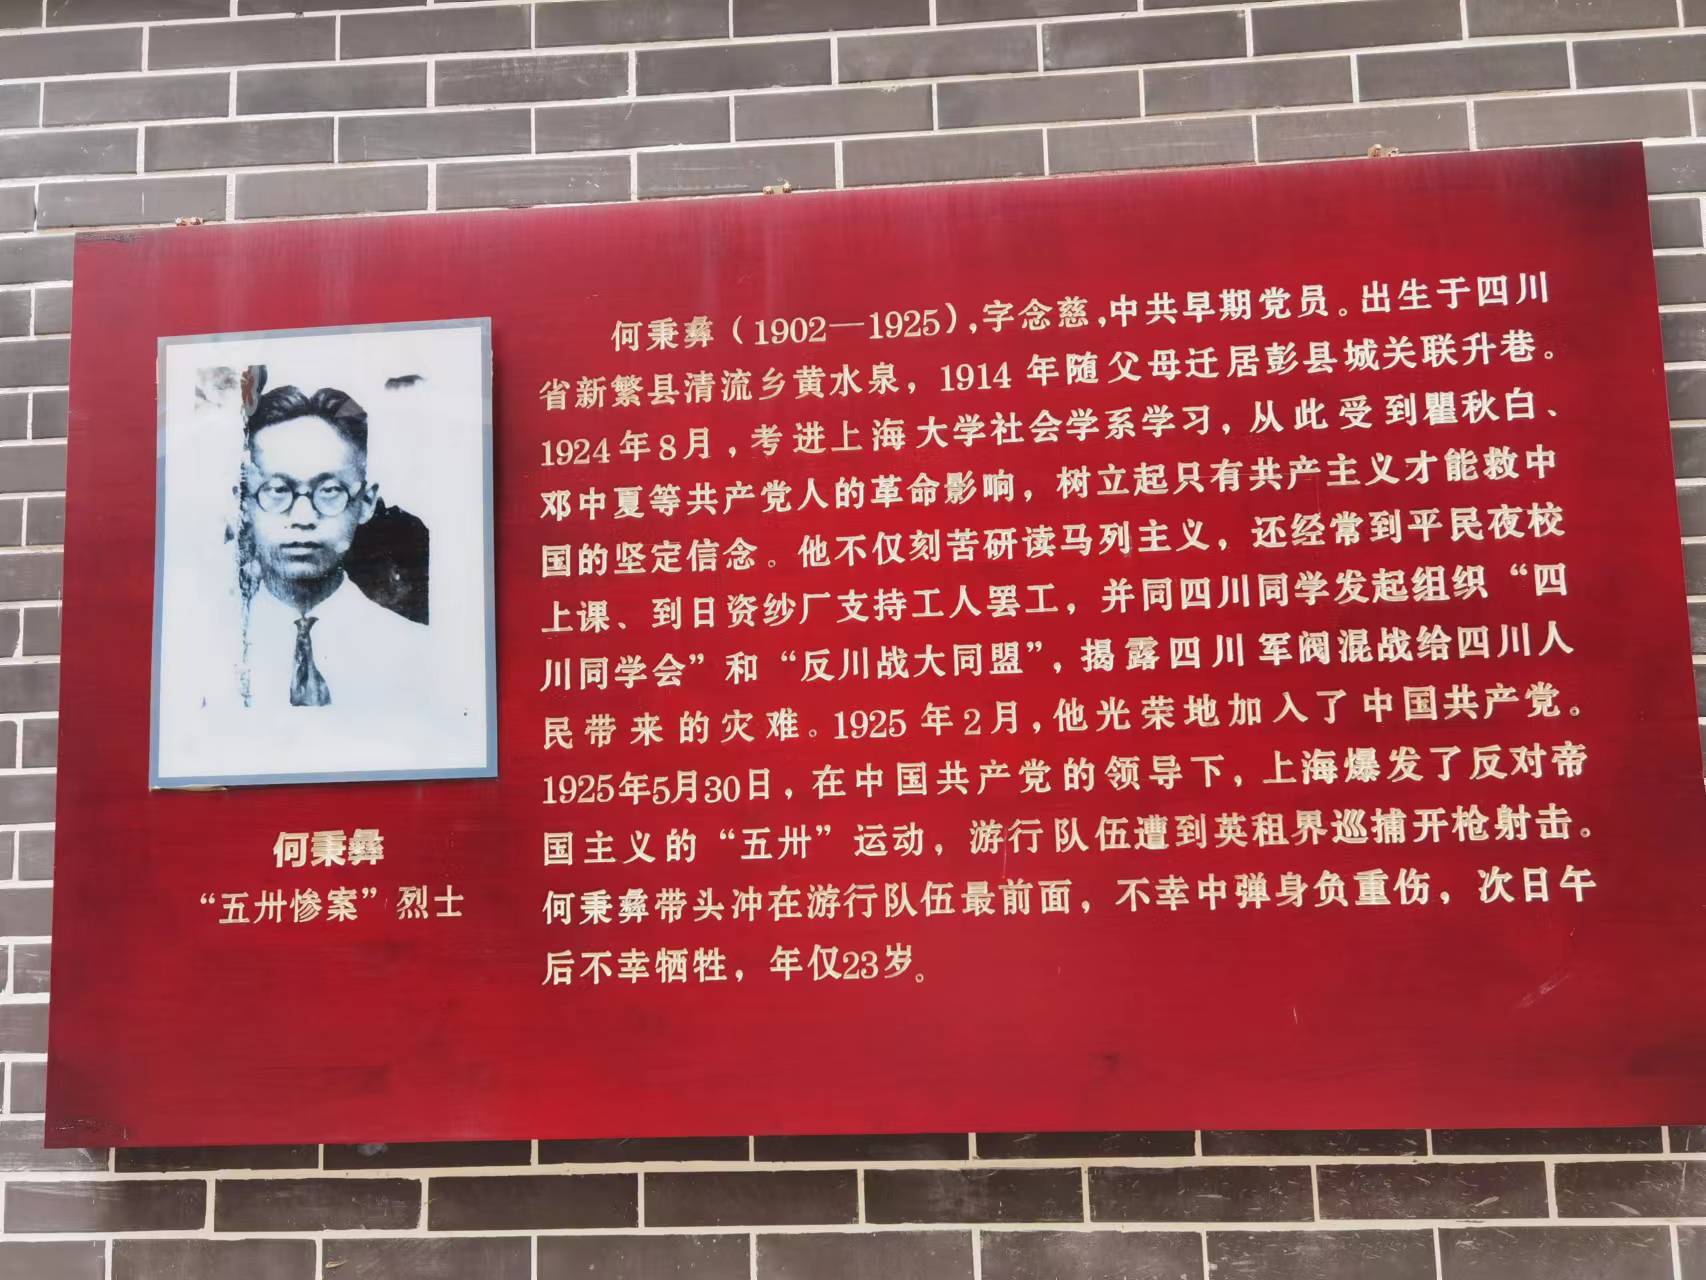 何秉彝（1902—1925），字念慈，中共早期党员。出生于四川
省新繁县清流乡黄水泉，1914年随父母迁居彭县城关联升巷。
1924年8月，考进上海大学社会学系学习，从此受到瞿秋白、
邓中夏等共产党人的革命影响，树立起只有共产主义才能救中
国的坚定信念。他不仅刻苦研读马列主义，还经常到平民夜校
上课、到日资纱厂支持工人罢工，并同四川同学发起组织“四
川同学会”和“反川战大同盟”，揭露四川军阀混战给四川人
民带来的灾难。1925年2月，他光荣地加入了中国共产党。
1925年5月30日，在中国共产党的领导下，上海爆发了反对帝
国主义的“五卅”运动，游行队伍遭到英租界巡捕开枪射击。
何秉彝带头冲在游行队伍最前面，不幸中弹身负重伤，次日午
后不幸牺牲，年仅23岁。
何秉彝
“五卅惨案”烈士